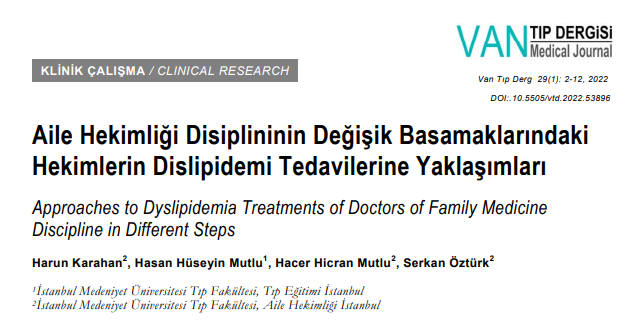 VAN TIP DERGİSİ
Medical Journal
KLİNİK ÇALIŞMA / CLINICAL RESEARCH
Van Tıp Derg 29(1): 2-12, 2022
DOI:.10.5505/vtd.2022.53896
Aile Hekimliği Disiplininin Değişik Basamaklarındaki
Hekimlerin Dislipidemi Tedavilerine Yaklaşımları
Approaches to Dyslipidemia Treatments of Doctors of Family Medicine
Discipline in Different Steps
Harun Karahan², Hasan Hüseyin Mutlu¹, Hacer Hicran Mutlu², Serkan Öztürk²
¹İstanbul Medeniyet Üniversitesi Tıp Fakültesi, Tıp Eğitimi İstanbul
²İstanbul Medeniyet Üniversitesi Tıp Fakültesi, Aile Hekimliği İstanbul